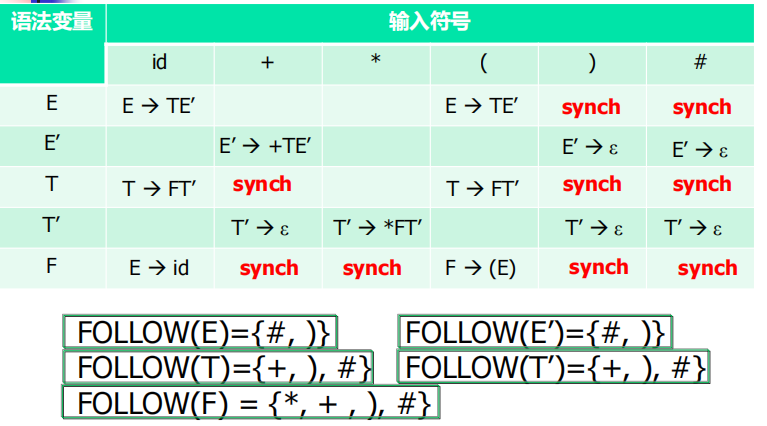 语法变量 输入符号
id + * ( ) #
E E → TE’ E → TE’ synch synch
E’ E’ → +TE’ E’ → ε E’ → ε
T T → FT’ synch T → FT’ synch synch
T’ T’ → ε T’ → *FT’ T’ → ε T’ → ε
F E → id synch synch F → (E) synch synch
FOLLOW(E)={#, )} FOLLOW(E’)={#, )}
FOLLOW(T)={+, ), #} FOLLOW(T’)={+, ), #}
FOLLOW(F) = {*, + , ), #}